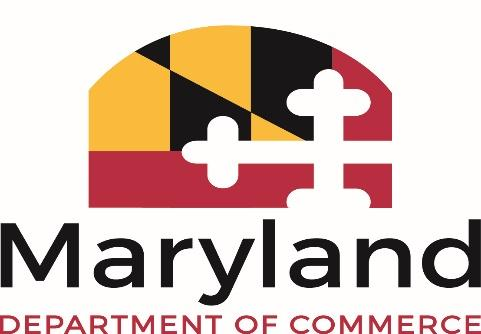 Maryland
DEPARTMENT OF COMMERCE